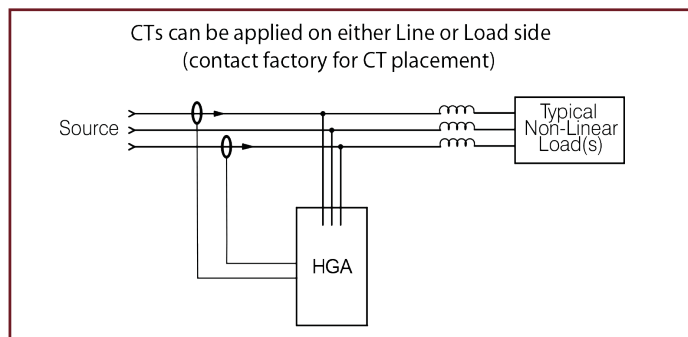 CTs can be applied on either Line or Load side
(contact factory for CT placement)
Source
Typical
Non-Linear
Load(s)
HGA